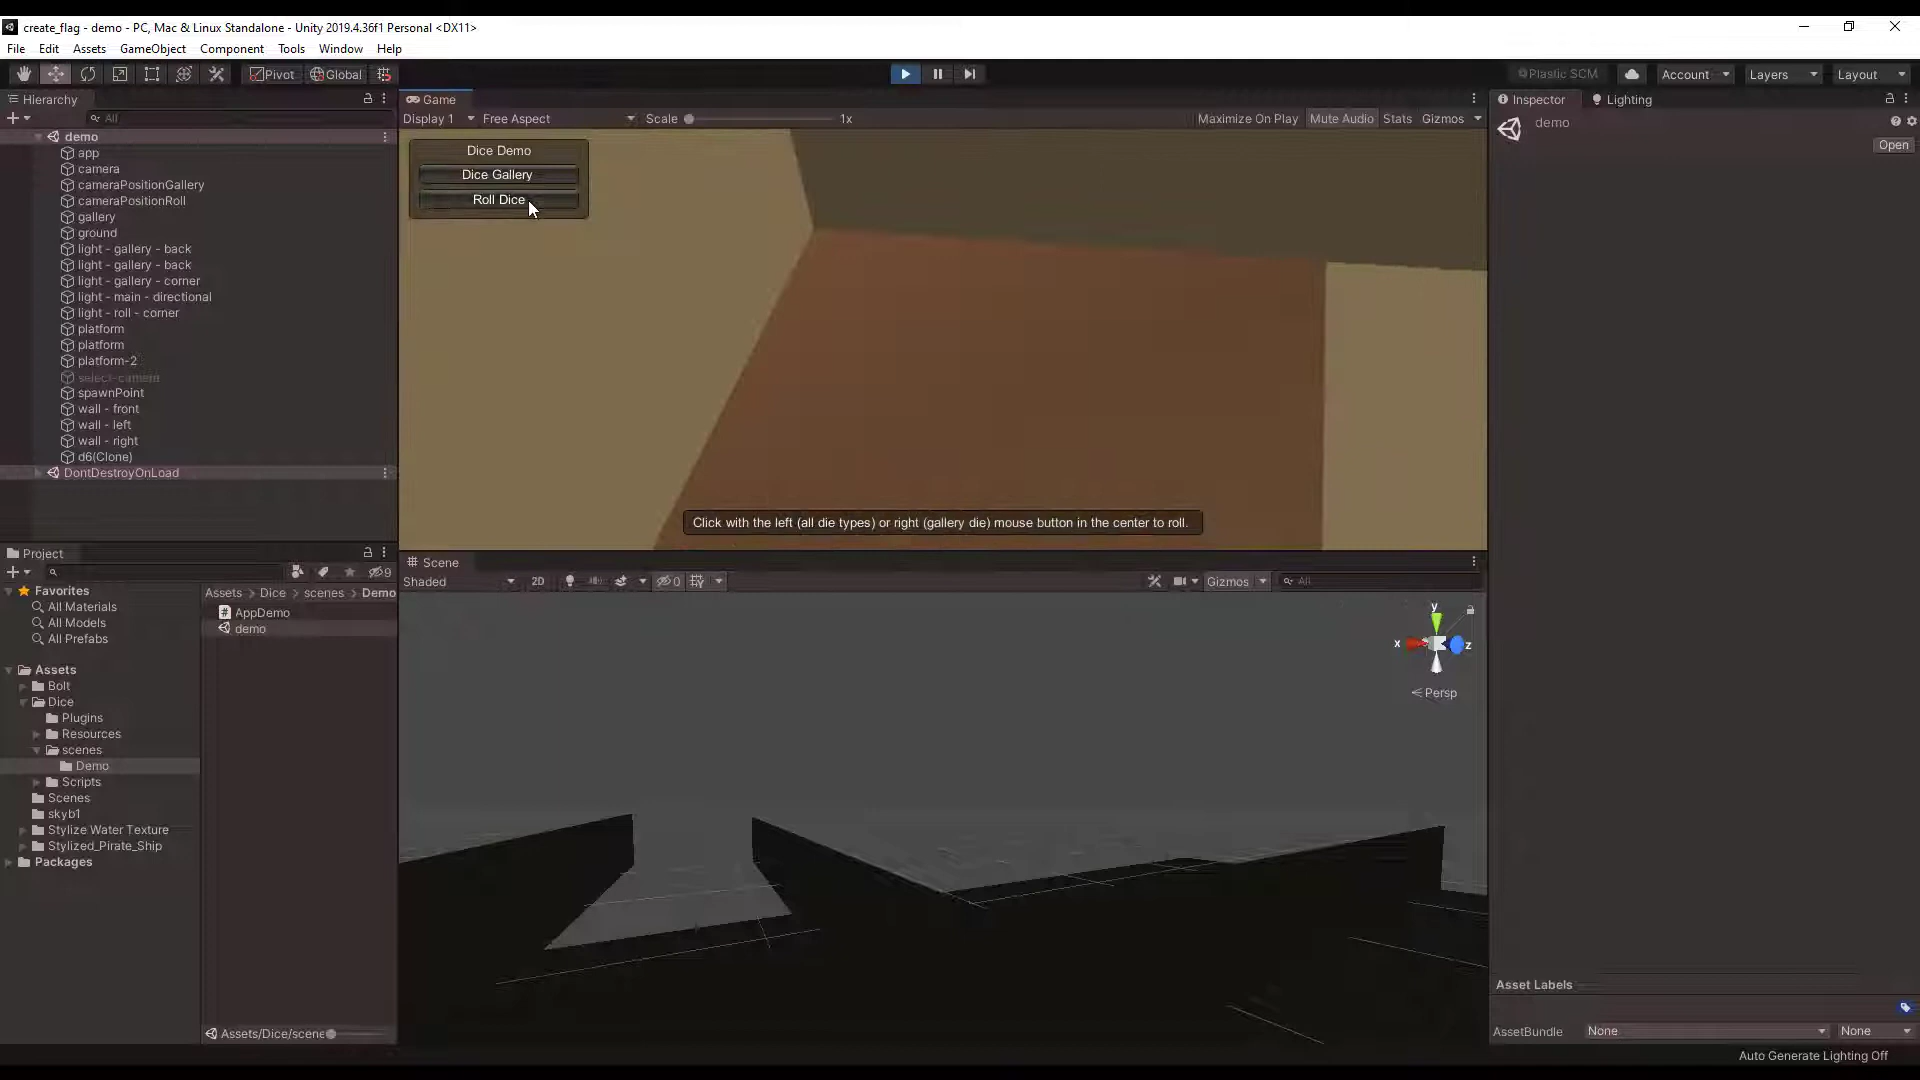 create_flag - demo - PC, Mac & Linux Standalone - Unity 2019.4.36f1 Personal <DX11>
File Edit Assets GameObject Component Tools Window Help
Pivot Global Plastic SCM Account Layers Layout
Hierarchy
All
demo
app
camera
cameraPositionGallery
cameraPositionRoll
gallery
ground
light - gallery - back
light - gallery - back
light - gallery - corner
light - main - directional
light - roll - corner
platform
platform
platform-2
select-camera
spawnPoint
wall - front
wall - left
wall - right
d6(Clone)
DontDestroyOnLoad
Game
Display 1 Free Aspect Scale 1x Maximize On Play Mute Audio Stats Gizmos
Dice Demo
Dice Gallery
Roll Dice
Click with the left (all die types) or right (gallery die) mouse button in the center to roll.
Scene
Shaded 2D 0 Gizmos All
y
x
z
Persp
Inspector Lighting
demo
Open
Asset Labels
AssetBundle None None
Auto Generate Lighting Off
Project
9
Favorites
All Materials
All Models
All Prefabs
Assets
Bolt
Dice
Plugins
Resources
scenes
Demo
Scripts
Scenes
skyb1
Stylize Water Texture
Stylized_Pirate_Ship
Packages
Assets > Dice > scenes > Demo
AppDemo
demo
Assets/Dice/scene